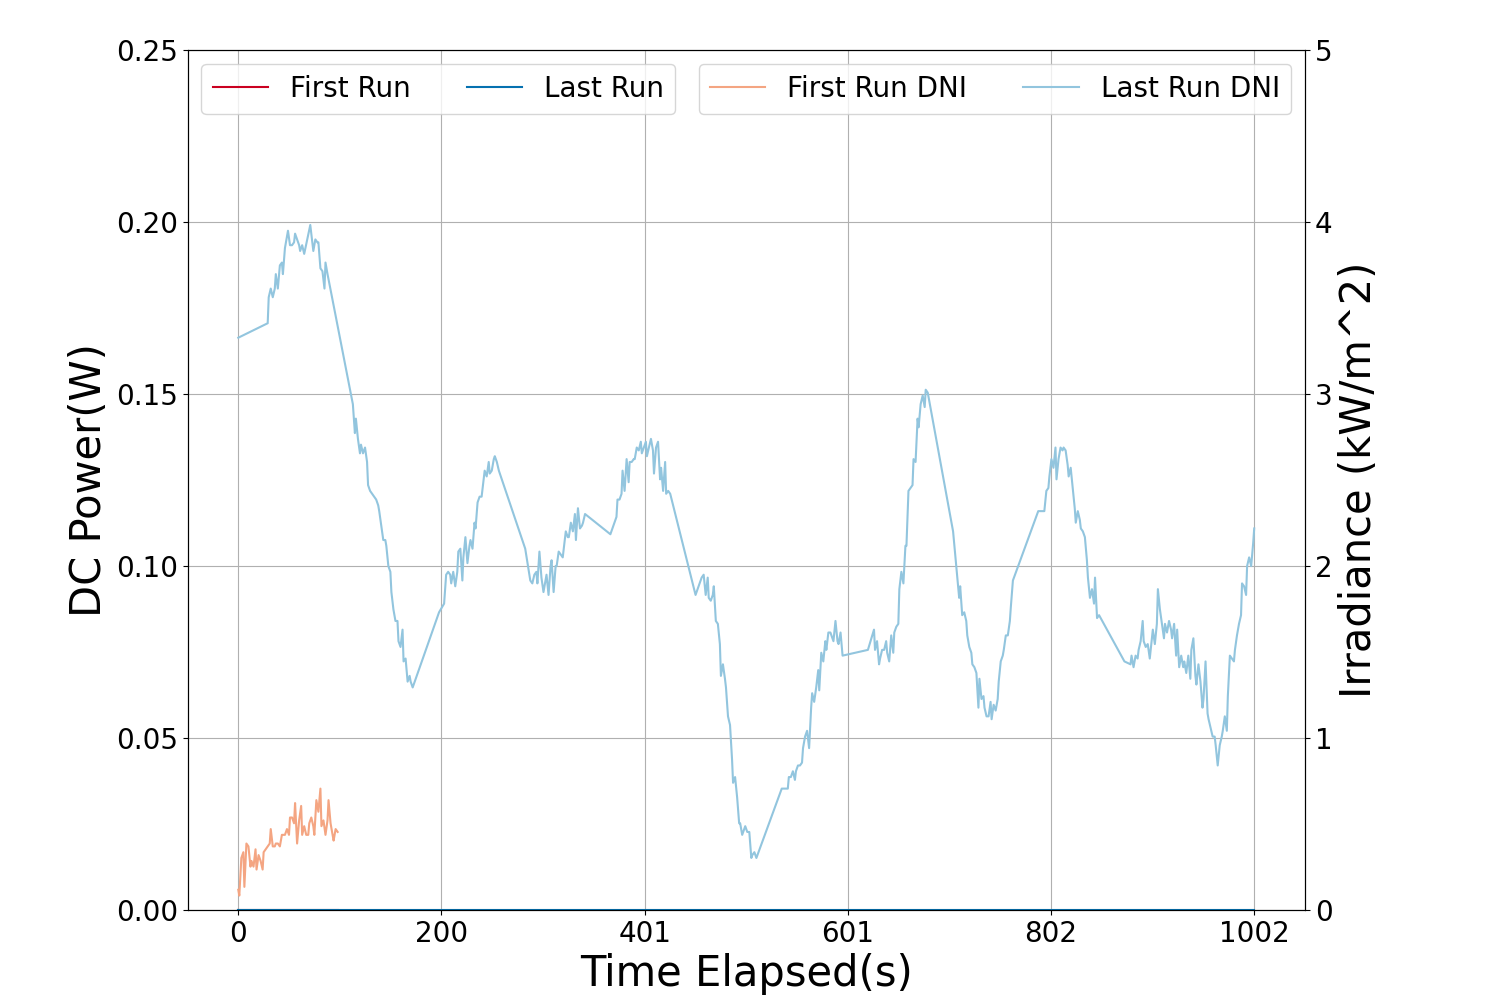 First Run
Last Run
First Run DNI
Last Run DNI
DC Power(W)
0.25
0.20
0.15
0.10
0.05
0.00
5
4
3
2
1
0
Irradiance (kW/m^2)
0 200 401 601 802 1002
Time Elapsed(s)